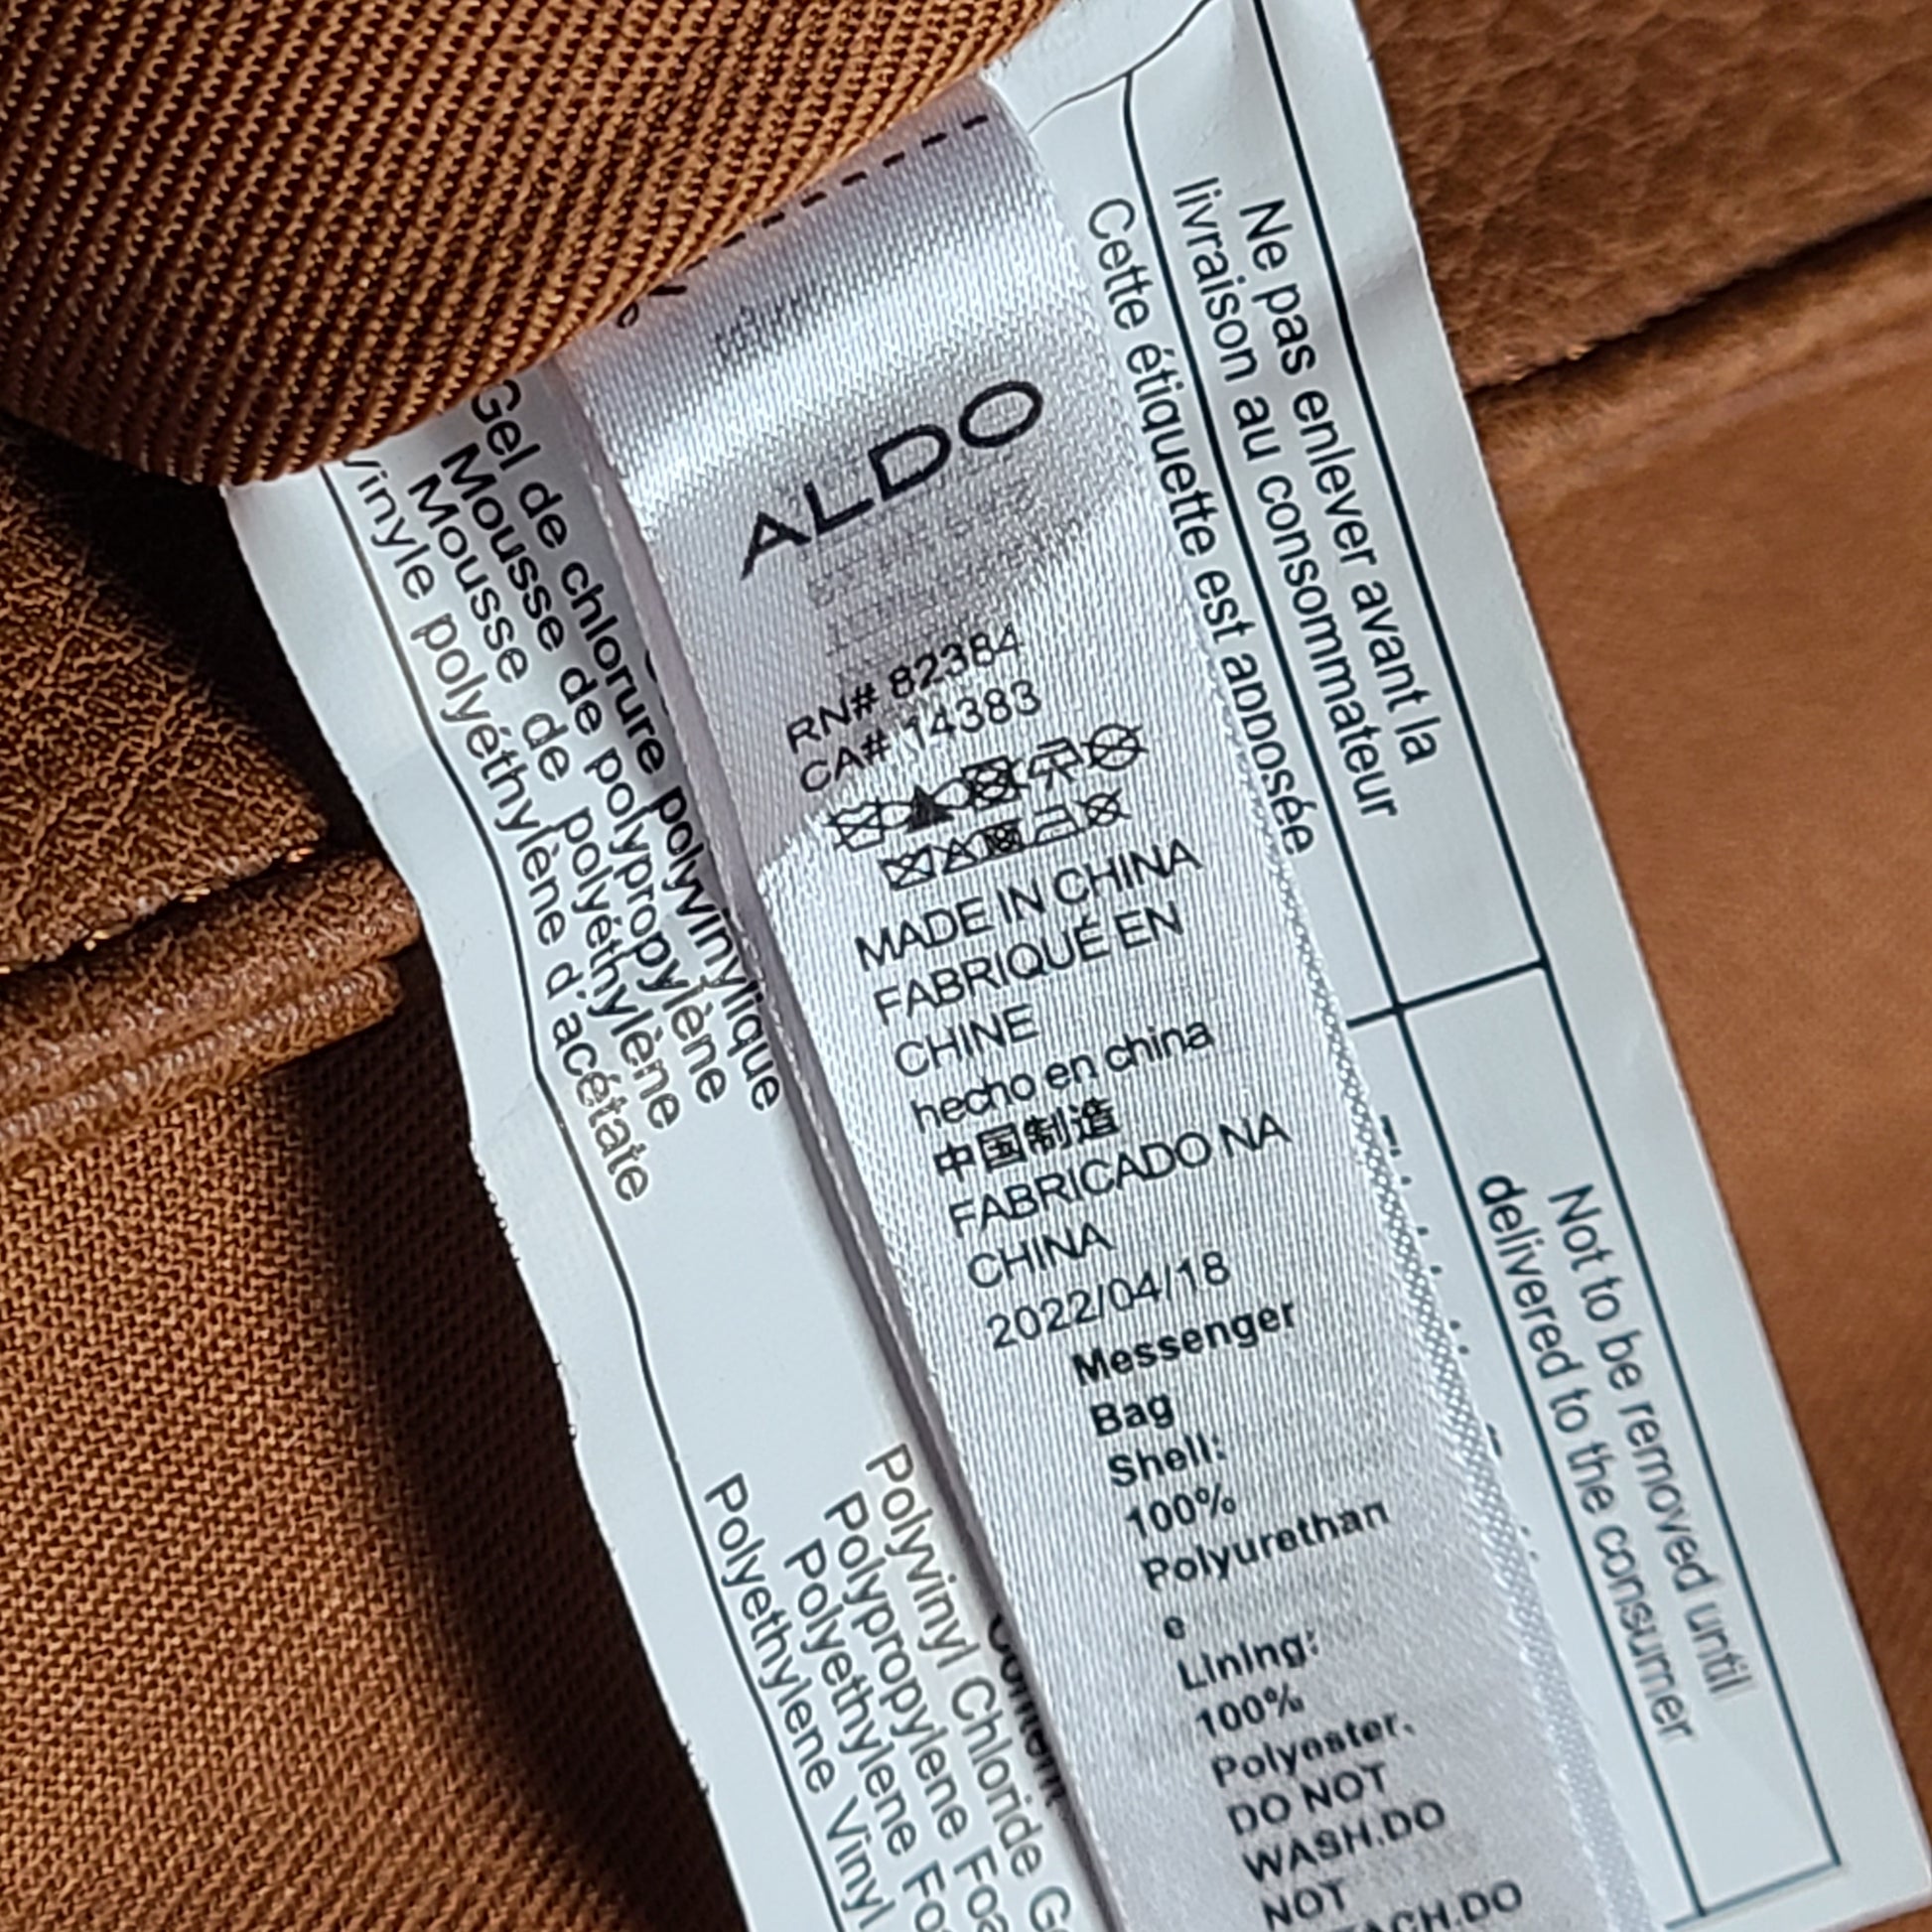 ALDO
RN# 82384
CA# 14383
MADE IN CHINA
FABRIQUÉ EN
CHINE
hecho en china
中国制造
FABRICADO NA
CHINA
2022/04/18
Messenger
Bag
Shell:
100%
Polyurethan
e
Lining:
100%
Polyester.
DO NOT
WASH.DO
NOT
Ne pas enlever avant la
livraison au consommateur
Cette étiquette est apposée
Not to be removed until
delivered to the consumer
Gel de chlorure polyvinylique
Mousse de polypropylène
Mousse de polyéthylène
Vinyle polyéthylène d'acétate
Content
Polyvinyl Chloride
Polypropylene
Polyethylene
Polyethylene Vinyl